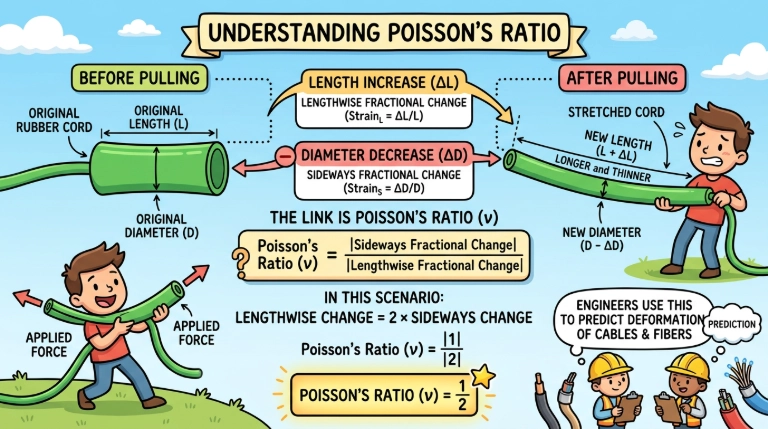 UNDERSTANDING POISSON'S RATIO
BEFORE PULLING
ORIGINAL
RUBBER CORD
ORIGINAL
LENGTH (L)
ORIGINAL
DIAMETER (D)
LENGTH INCREASE (ΔL)
LENGTHWISE FRACTIONAL CHANGE
(Strain_L = ΔL/L)
− DIAMETER DECREASE (ΔD)
SIDEWAYS FRACTIONAL CHANGE
(Strain_S = ΔD/D)
AFTER PULLING
STRETCHED CORD
NEW LENGTH
(L + ΔL)
LONGER and THINNER
NEW DIAMETER
(D - ΔD)
THE LINK IS POISSON'S RATIO (ν)
? Poisson's Ratio (ν) = |Sideways Fractional Change| / |Lengthwise Fractional Change|
IN THIS SCENARIO:
LENGTHWISE CHANGE = 2 × SIDEWAYS CHANGE
Poisson's Ratio (ν) = |1| / |2|
POISSON'S RATIO (ν) = 1/2
APPLIED
FORCE
APPLIED
FORCE
ENGINEERS USE THIS
TO PREDICT DEFORMATION
OF CABLES & FIBERS
PREDICTION